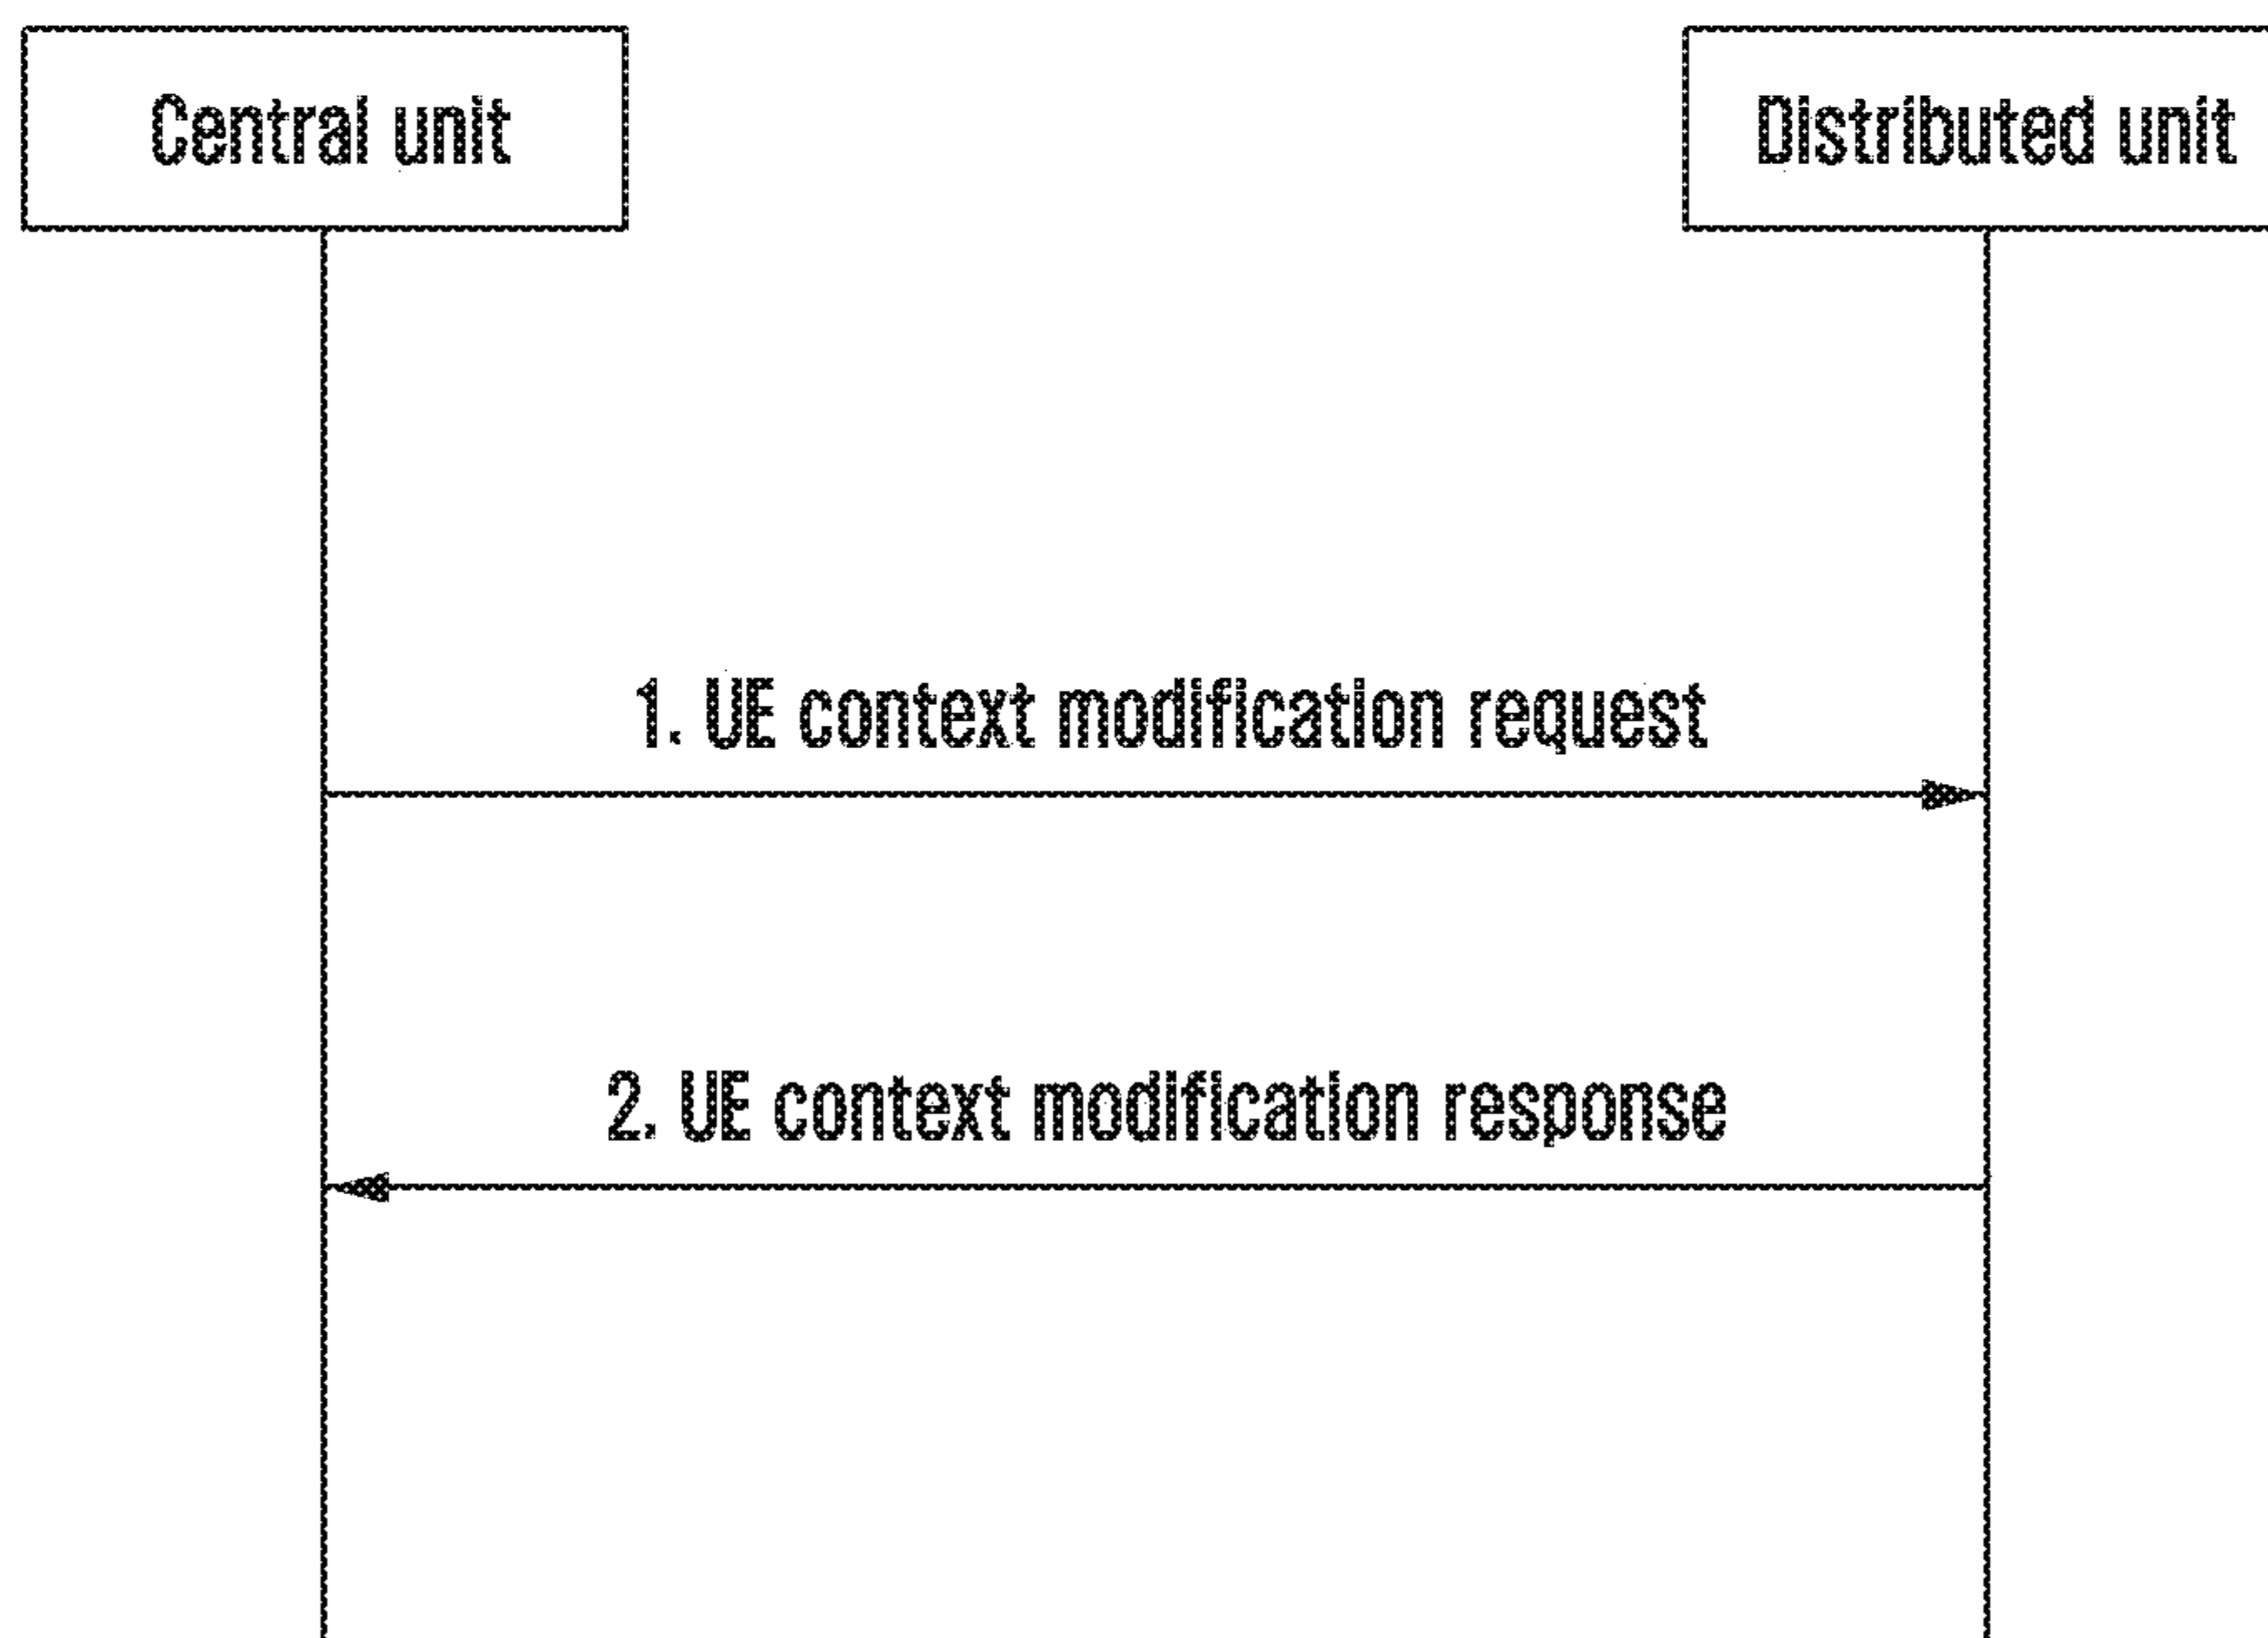 Central unit
Distributed unit
1. UE context modification request
2. UE context modification response